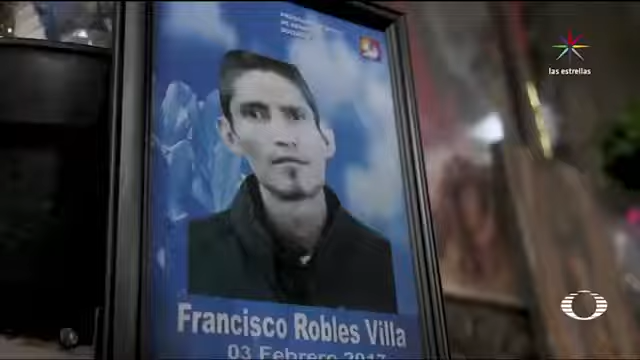 las estrellas
Francisco Robles Villa
03 Febrero 2017